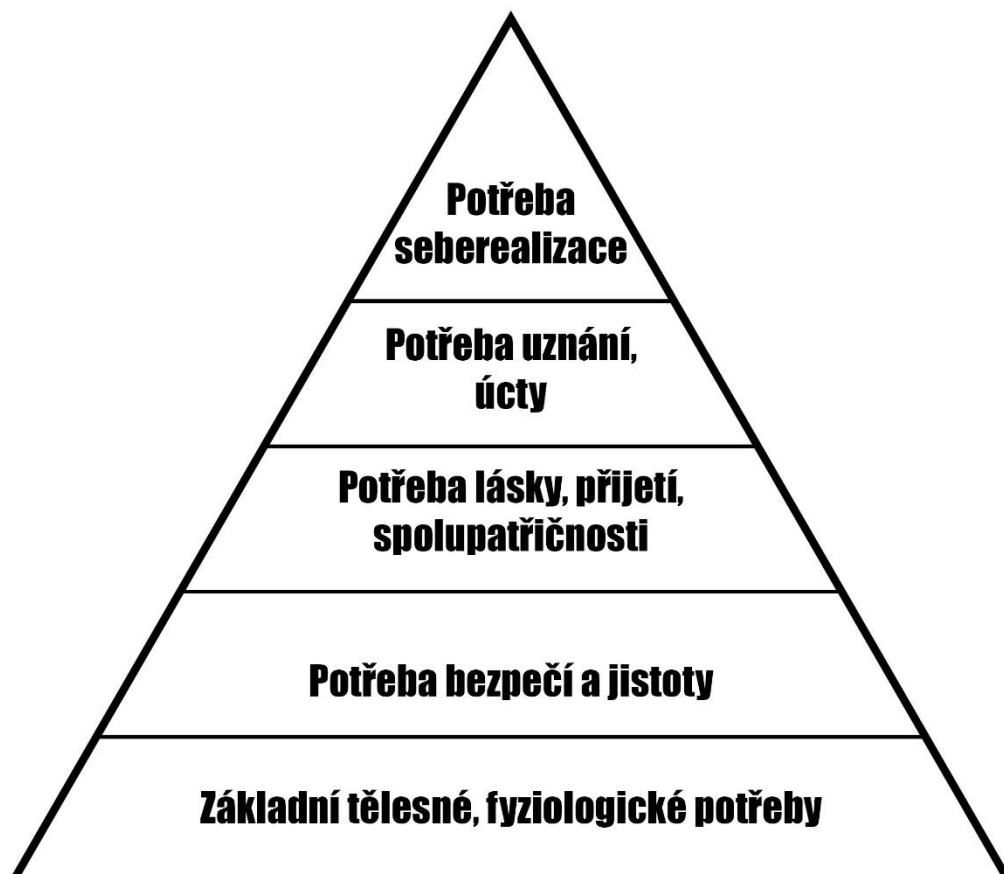 Potřeba
seberealizace
Potřeba uznání,
úcty
Potřeba lásky, přijetí,
spolupatřičnosti
Potřeba bezpečí a jistoty
Základní tělesné, fyziologické potřeby